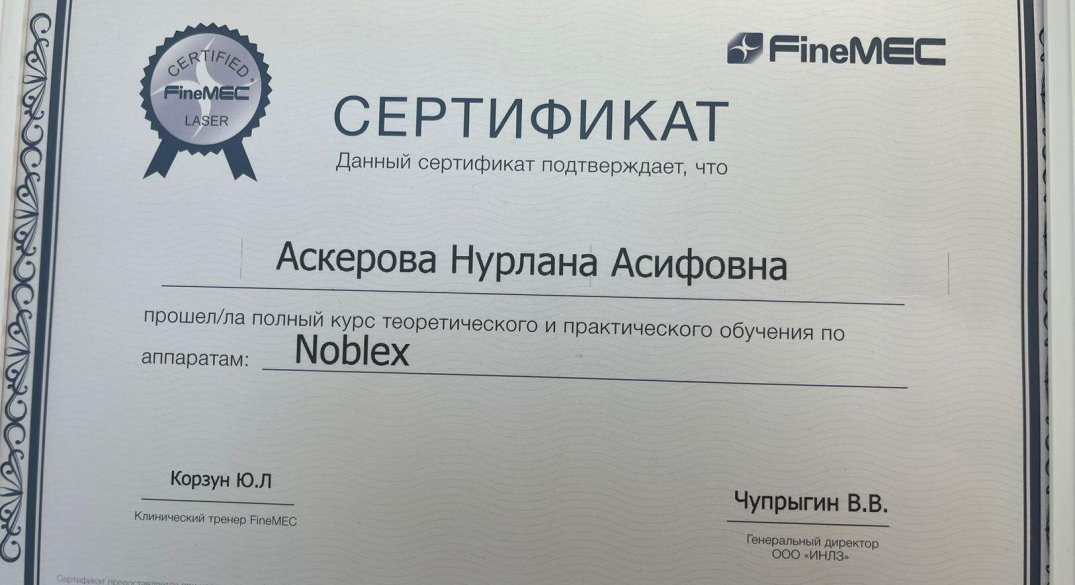 CERTIFIED
FineMEC
LASER
FineMEC
СЕРТИФИКАТ
Данный сертификат подтверждает, что
Аскерова Нурлана Асифовна
прошел/ла полный курс теоретического и практического обучения по
аппаратам: Noblex
Корзун Ю.Л
Клинический тренер FineMEC
Чупрыгин В.В.
Генеральный директор
ООО «ИНЛЗ»
Сертификат